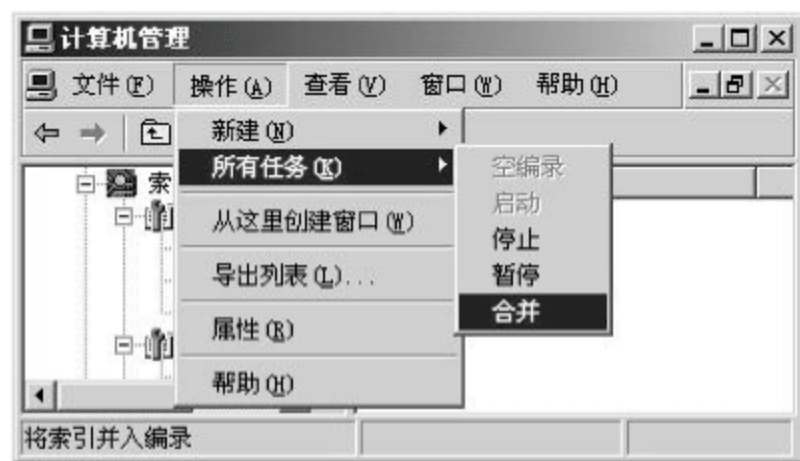 计算机管理
文件(F) 操作(A) 查看(V) 窗口(W) 帮助(H)
新建(N)
所有任务(K)
空编录
索
启动
从这里创建窗口(W)
停止
导出列表(L)...
暂停
合并
属性(R)
帮助(H)
将索引并入编录